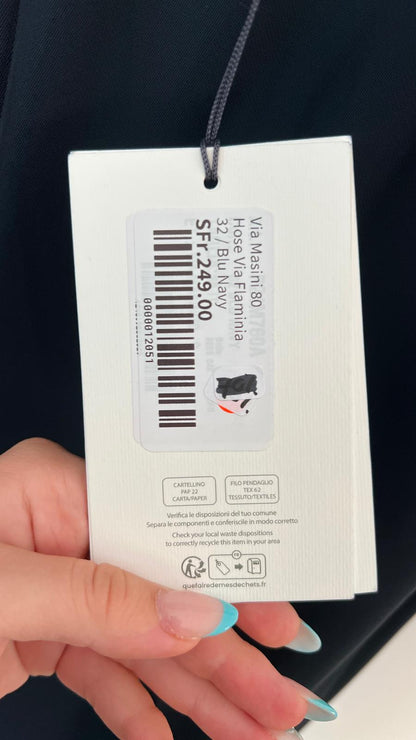 Via Masini 80
Hose Via Flaminia
32 / Blu Navy
SFr.249.00
0000012051
CARTELLINO
PAP 22
CARTA/PAPER
FILO PENDAGLIO
TEX 62
TESSUTO/TEXTILES
Verifica le disposizioni del tuo comune
Separa le componenti e conferiscile in modo corretto
Check your local waste dispositions
to correctly recycle this item in your area
FR
quefairedemesdechets.fr